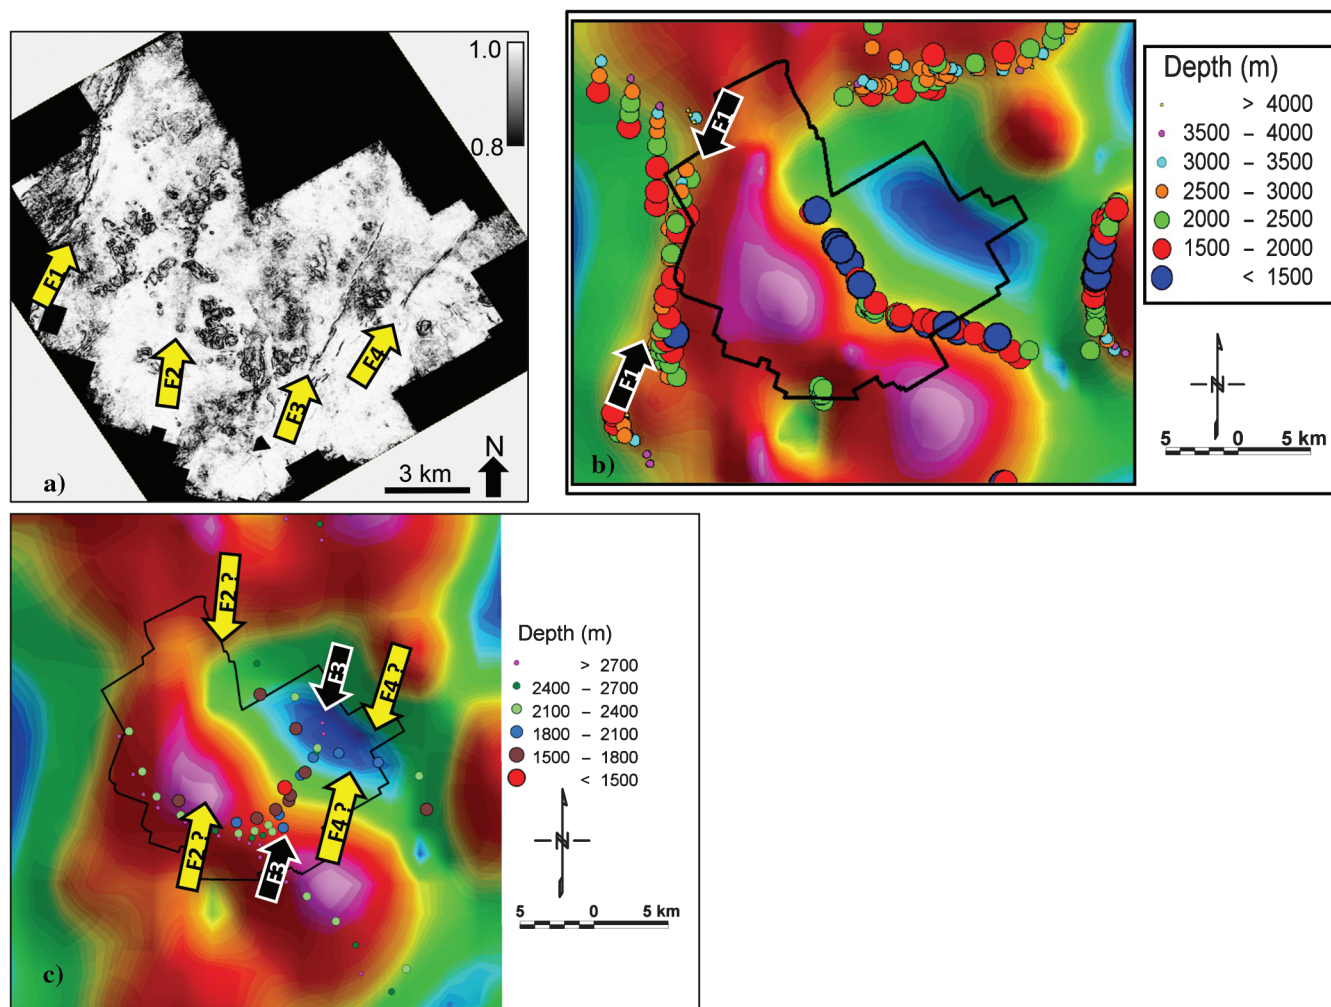 1.0
0.8
F1
F2
F3
F4
N
3 km
a)
F1
F1
b)
Depth (m)
> 4000
3500 – 4000
3000 – 3500
2500 – 3000
2000 – 2500
1500 – 2000
< 1500
N
5 0 5 km
F2 ?
F3
F4 ?
F2 ?
F3
F4 ?
c)
Depth (m)
> 2700
2400 – 2700
2100 – 2400
1800 – 2100
1500 – 1800
< 1500
N
5 0 5 km